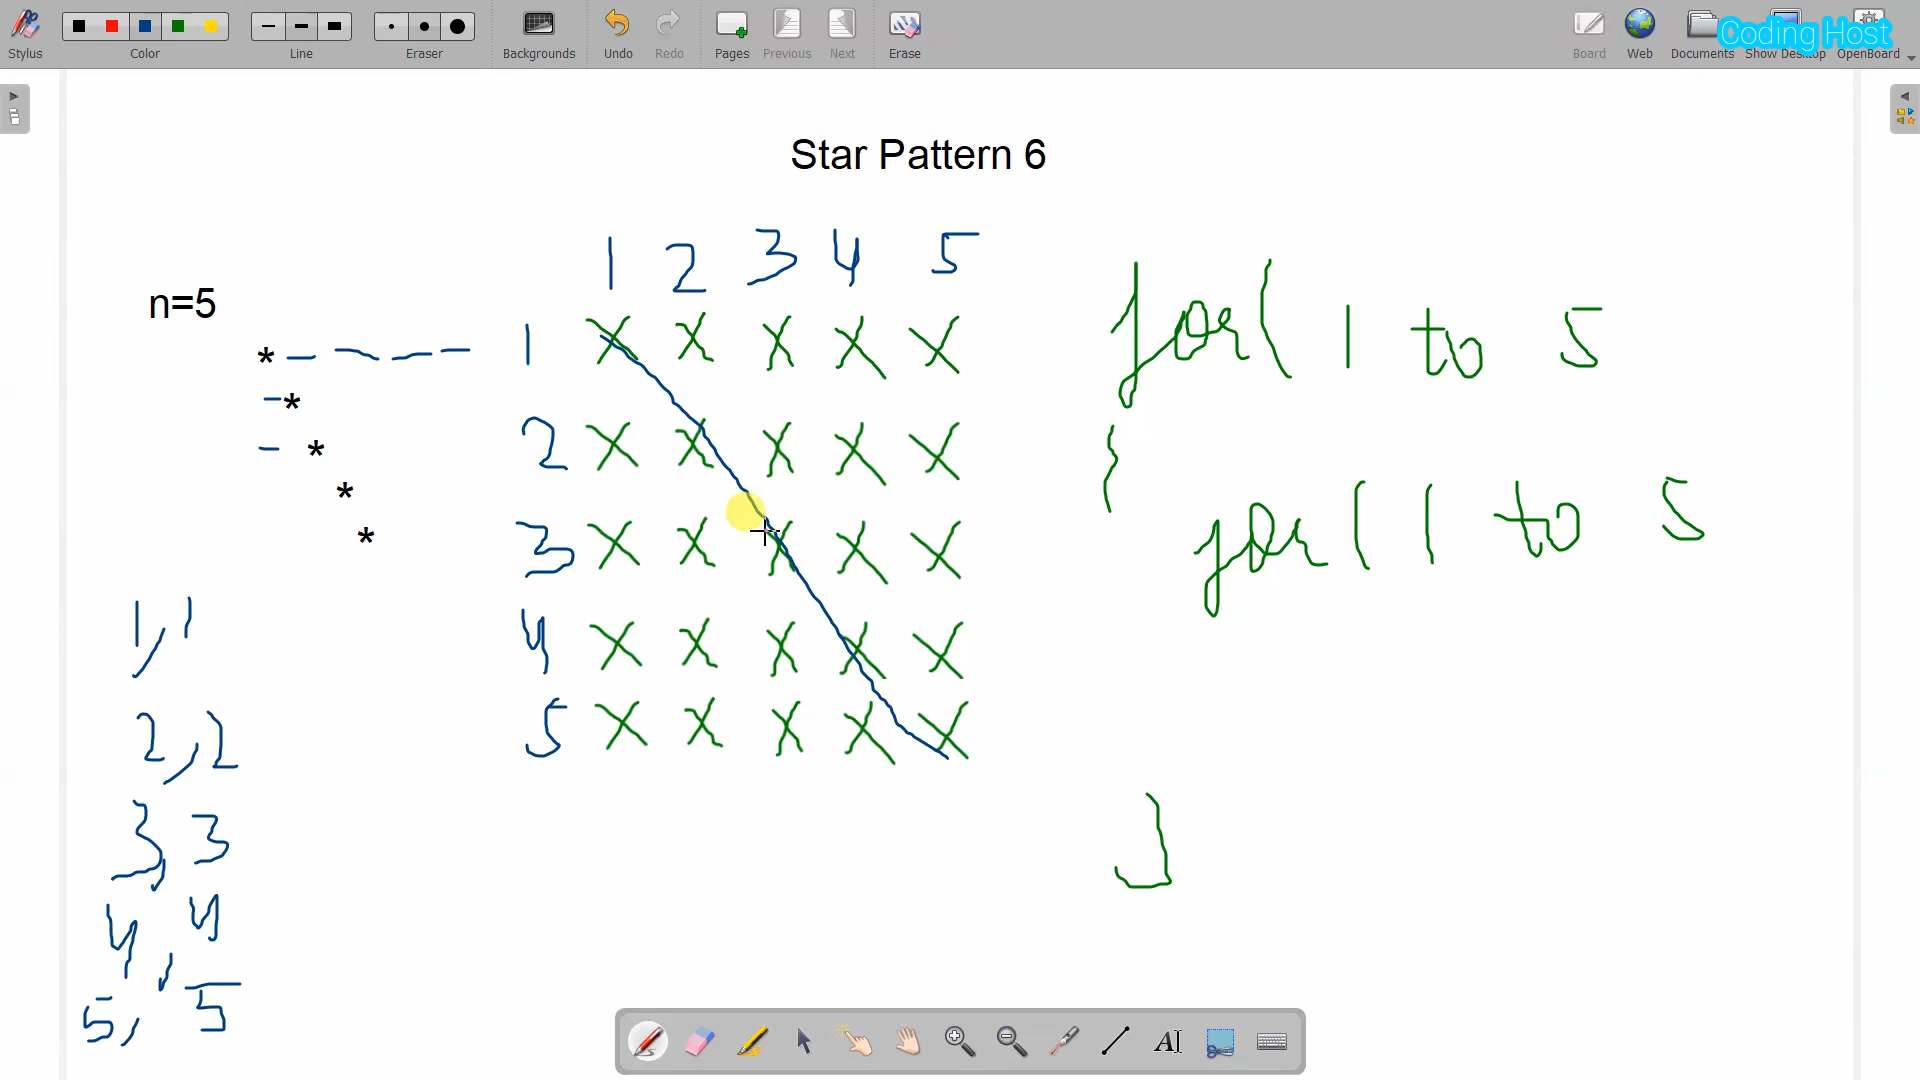 Stylus Color Line Eraser Backgrounds Undo Redo Pages Previous Next Erase Board Web Documents Show Desktop OpenBoard
Coding Host
Star Pattern 6
n=5
1 2 3 4 5
* - - - - 1 X X X X X
-* 2 X X X X X
- * 3 X X X X X
* 4 X X X X X
* 5 X X X X X
1,1
2,2
3,3
4,4
5,5
for( 1 to 5
{
for( 1 to 5
}